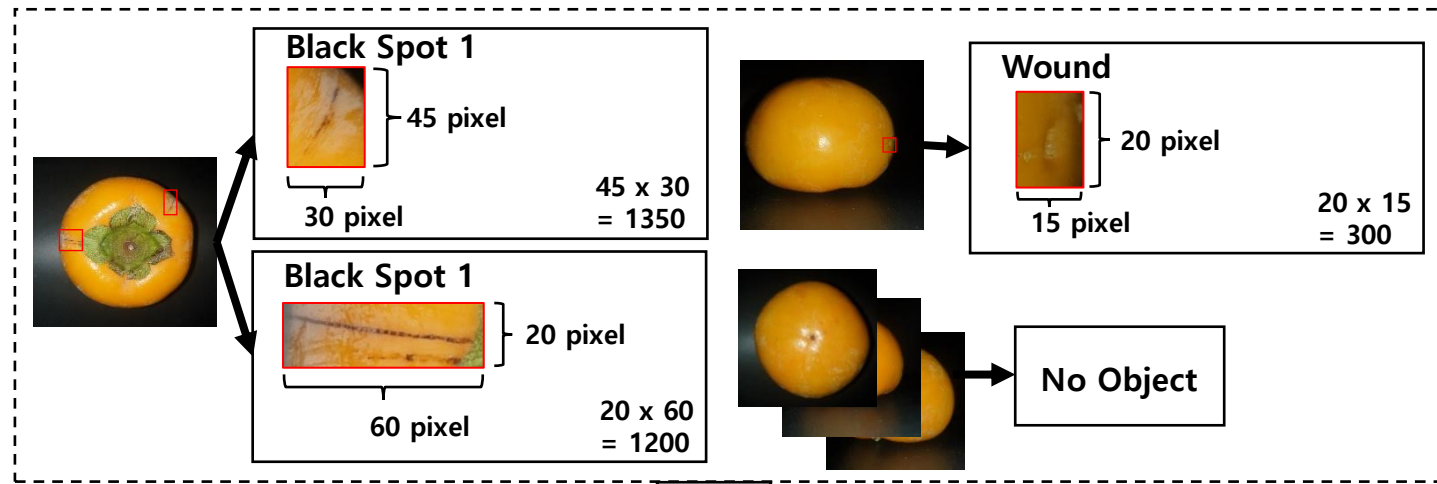 Black Spot 1
45 pixel
30 pixel
45 x 30
= 1350
Black Spot 1
20 pixel
60 pixel
20 x 60
= 1200
Wound
20 pixel
15 pixel
20 x 15
= 300
No Object